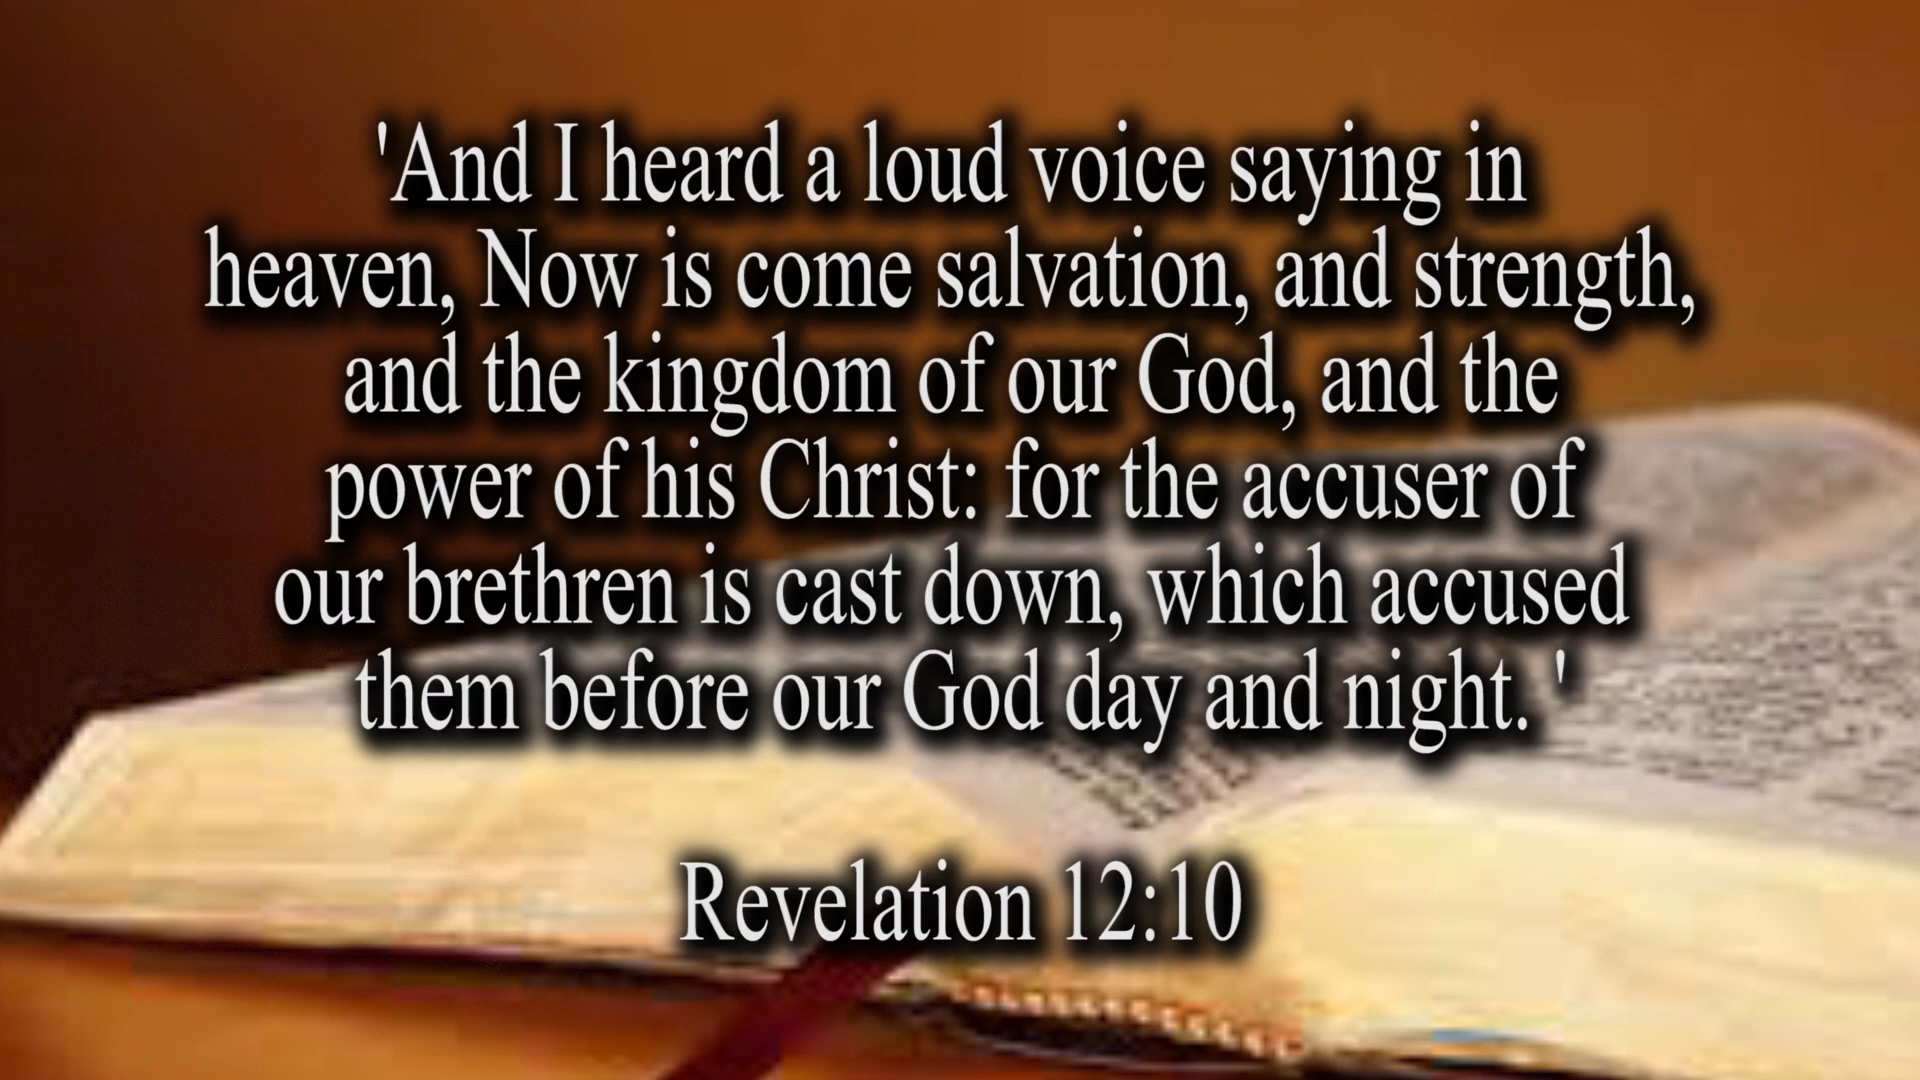 'And I heard a loud voice saying in
heaven, Now is come salvation, and strength,
and the kingdom of our God, and the
power of his Christ: for the accuser of
our brethren is cast down, which accused
them before our God day and night. '
Revelation 12:10